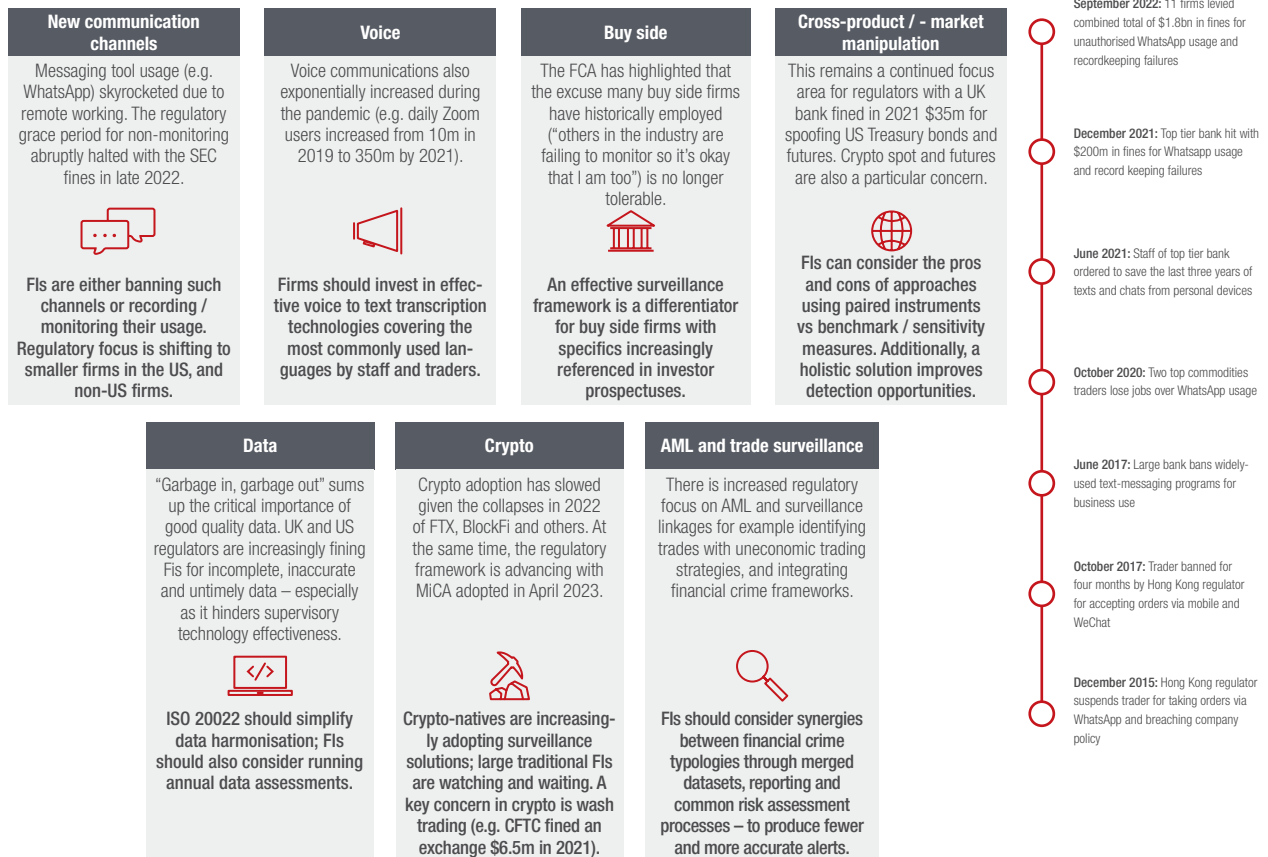 New communication
channels
Messaging tool usage (e.g.
WhatsApp) skyrocketed due to
remote working. The regulatory
grace period for non-monitoring
abruptly halted with the SEC
fines in late 2022.
FIs are either banning such
channels or recording /
monitoring their usage.
Regulatory focus is shifting to
smaller firms in the US, and
non-US firms.
Voice
Voice communications also
exponentially increased during
the pandemic (e.g. daily Zoom
users increased from 10m in
2019 to 350m by 2021).
Firms should invest in effec-
tive voice to text transcription
technologies covering the
most commonly used lan-
guages by staff and traders.
Buy side
The FCA has highlighted that
the excuse many buy side firms
have historically employed
(“others in the industry are
failing to monitor so it’s okay
that I am too”) is no longer
tolerable.
An effective surveillance
framework is a differentiator
for buy side firms with
specifics increasingly
referenced in investor
prospectuses.
Cross-product / - market
manipulation
This remains a continued focus
area for regulators with a UK
bank fined in 2021 $35m for
spoofing US Treasury bonds and
futures. Crypto spot and futures
are also a particular concern.
FIs can consider the pros
and cons of approaches
using paired instruments
vs benchmark / sensitivity
measures. Additionally, a
holistic solution improves
detection opportunities.
Data
“Garbage in, garbage out” sums
up the critical importance of
good quality data. UK and US
regulators are increasingly fining
Fis for incomplete, inaccurate
and untimely data – especially
as it hinders supervisory
technology effectiveness.
ISO 20022 should simplify
data harmonisation; FIs
should also consider running
annual data assessments.
Crypto
Crypto adoption has slowed
given the collapses in 2022
of FTX, BlockFi and others. At
the same time, the regulatory
framework is advancing with
MiCA adopted in April 2023.
Crypto-natives are increasing-
ly adopting surveillance
solutions; large traditional FIs
are watching and waiting. A
key concern in crypto is wash
trading (e.g. CFTC fined an
exchange $6.5m in 2021).
AML and trade surveillance
There is increased regulatory
focus on AML and surveillance
linkages for example identifying
trades with uneconomic trading
strategies, and integrating
financial crime frameworks.
FIs should consider synergies
between financial crime
typologies through merged
datasets, reporting and
common risk assessment
processes – to produce fewer
and more accurate alerts.
September 2022: 11 firms levied
combined total of $1.8bn in fines for
unauthorised WhatsApp usage and
recordkeeping failures
December 2021: Top tier bank hit with
$200m in fines for Whatsapp usage
and record keeping failures
June 2021: Staff of top tier bank
ordered to save the last three years of
texts and chats from personal devices
October 2020: Two top commodities
traders lose jobs over WhatsApp usage
June 2017: Large bank bans widely-
used text-messaging programs for
business use
October 2017: Trader banned for
four months by Hong Kong regulator
for accepting orders via mobile and
WeChat
December 2015: Hong Kong regulator
suspends trader for taking orders via
WhatsApp and breaching company
policy